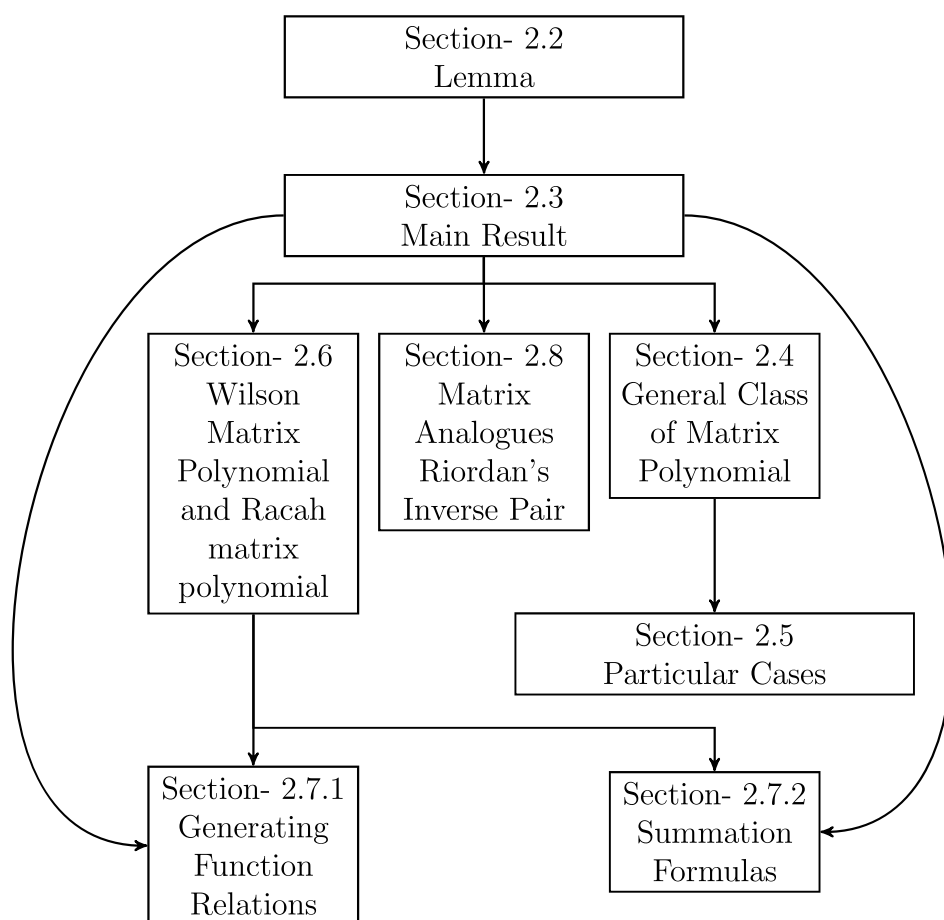 Section- 2.2
Lemma
Section- 2.3
Main Result
Section- 2.6
Wilson
Matrix
Polynomial
and Racah
matrix
polynomial
Section- 2.8
Matrix
Analogues
Riordan's
Inverse Pair
Section- 2.4
General Class
of Matrix
Polynomial
Section- 2.5
Particular Cases
Section- 2.7.1
Generating
Function
Relations
Section- 2.7.2
Summation
Formulas